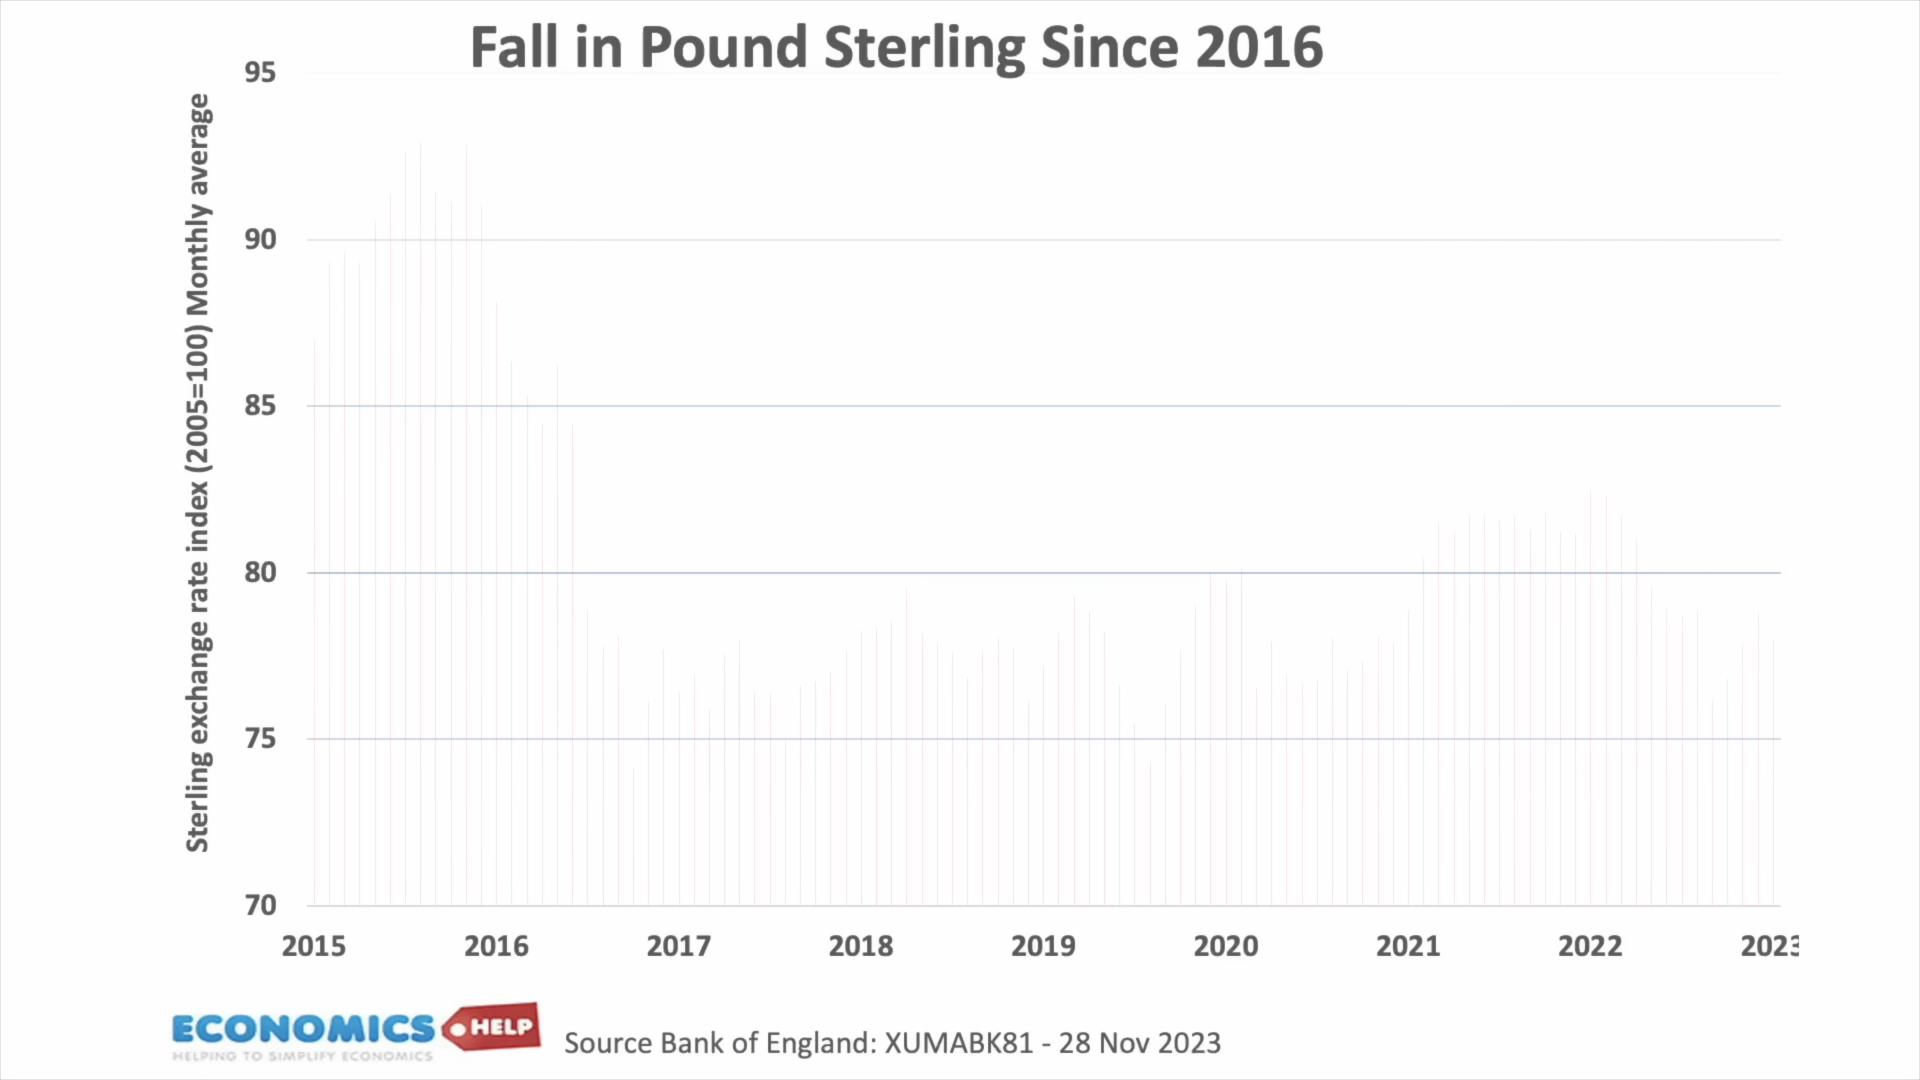 Fall in Pound Sterling Since 2016
Sterling exchange rate index (2005=100) Monthly average
95
90
85
80
75
70
2015 2016 2017 2018 2019 2020 2021 2022 2023
ECONOMICS HELP
HELPING TO SIMPLIFY ECONOMICS
Source Bank of England: XUMABK81 - 28 Nov 2023